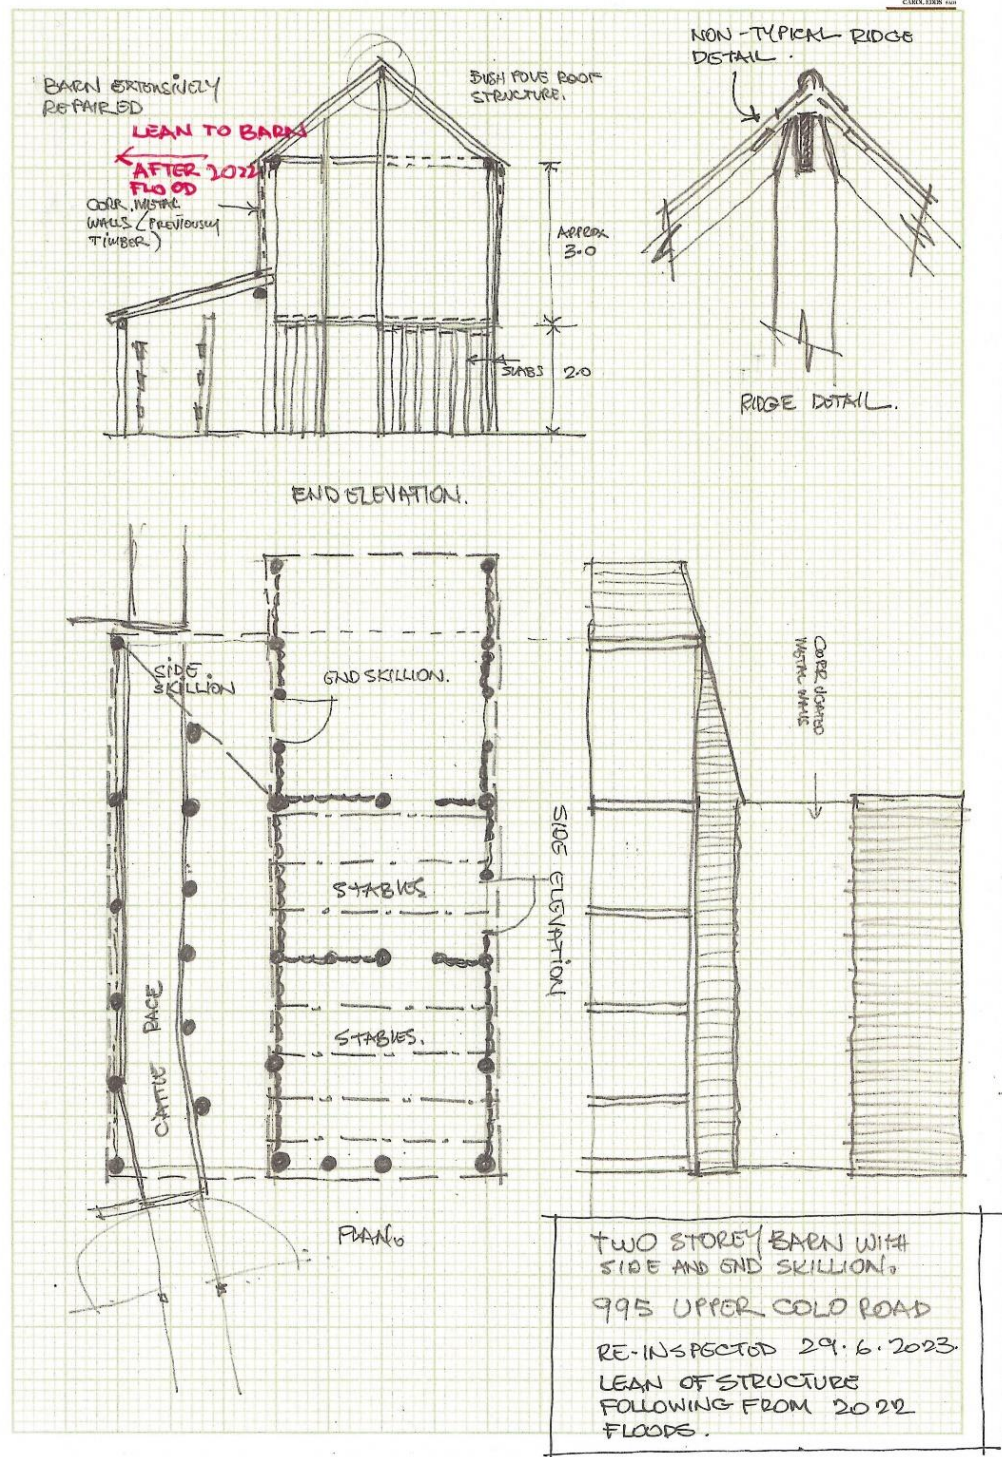 CAROL EDDS
BARN EXTENSIVELY
REPAIRED
LEAN TO BARN
AFTER 2022
FLOOD
CORR. METAL
WALLS (PREVIOUSLY
TIMBER)
BUSH POLE ROOF
STRUCTURE.
APPROX
3.0
SLABS 2.0
NON-TYPICAL RIDGE
DETAIL.
RIDGE DETAIL.
END ELEVATION.
SIDE
SKILLION
END SKILLION.
STABLES
STABLES.
CATTLE RACE
PLAN.
SIDE ELEVATION
CORRUGATED
METAL WALLS
TWO STOREY BARN WITH
SIDE AND END SKILLION.
995 UPPER COLO ROAD
RE-INSPECTED 29.6.2023.
LEAN OF STRUCTURE
FOLLOWING FROM 2022
FLOODS.